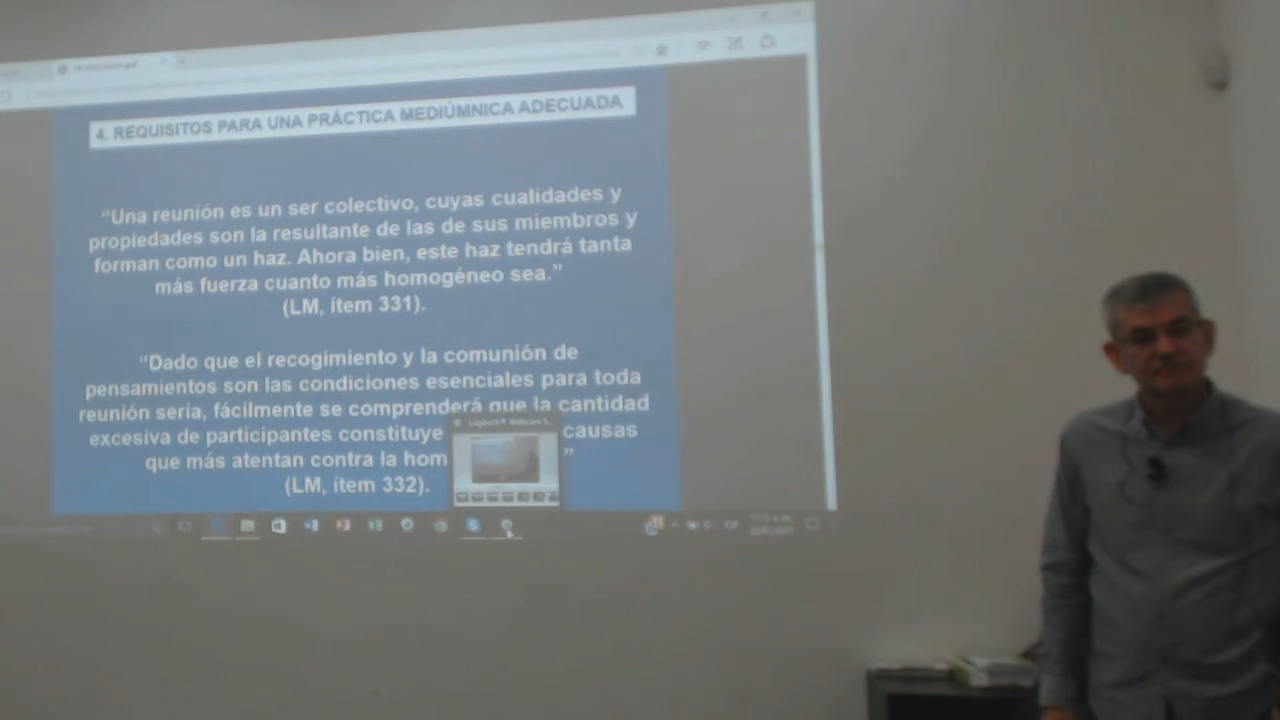 4. REQUISITOS PARA UNA PRÁCTICA MEDIÚMNICA ADECUADA
“Una reunión es un ser colectivo, cuyas cualidades y
propiedades son la resultante de las de sus miembros y
forman como un haz. Ahora bien, este haz tendrá tanta
más fuerza cuanto más homogéneo sea.”
(LM, ítem 331).
“Dado que el recogimiento y la comunión de
pensamientos son las condiciones esenciales para toda
reunión seria, fácilmente se comprenderá que la cantidad
excesiva de participantes constituye causas
que más atentan contra la hom ”
(LM, ítem 332).